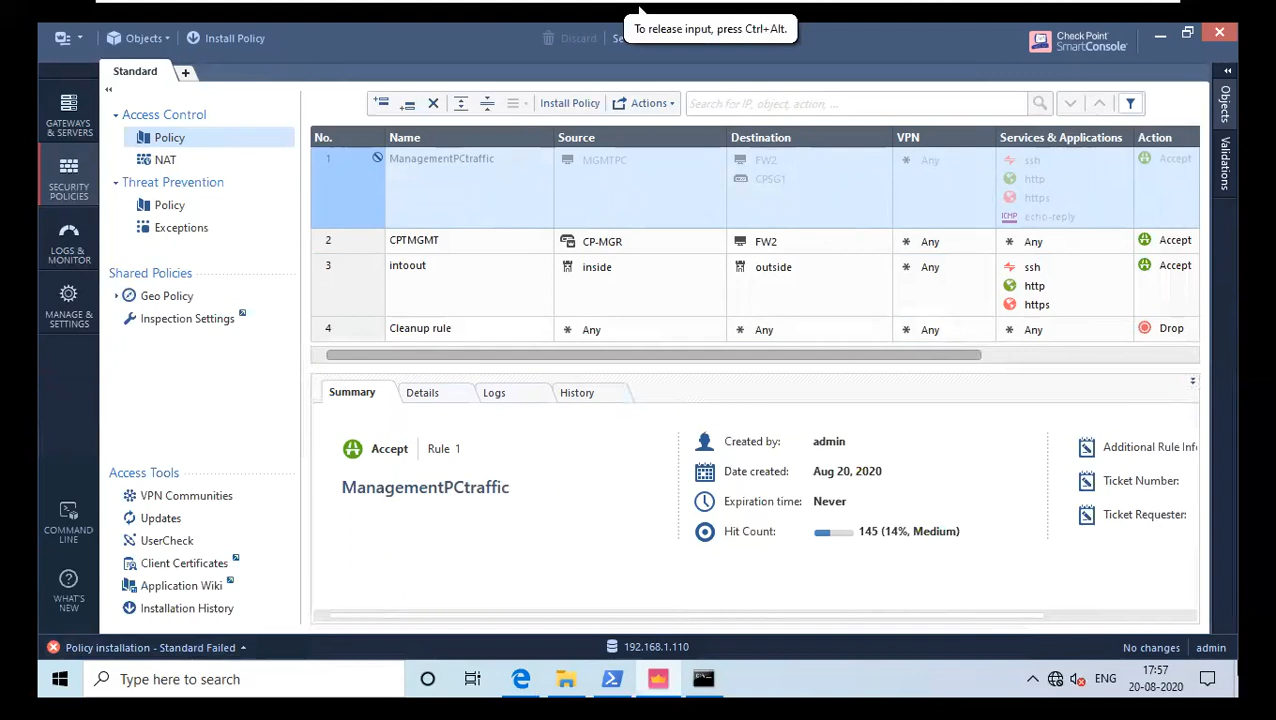 To release input, press Ctrl+Alt.
Objects
Install Policy
Discard
Se
Check Point
SmartConsole
Standard
GATEWAYS & SERVERS
SECURITY POLICIES
LOGS & MONITOR
MANAGE & SETTINGS
COMMAND LINE
WHAT'S NEW
Access Control
Policy
NAT
Threat Prevention
Policy
Exceptions
Shared Policies
Geo Policy
Inspection Settings
Access Tools
VPN Communities
Updates
UserCheck
Client Certificates
Application Wiki
Installation History
Install Policy
Actions
Search for IP, object, action, ...
No. Name Source Destination VPN Services & Applications Action
1 ManagementPCtraffic MGMTPC FW2 Any ssh Accept
CPSG1 http
https
ICMP echo-reply
2 CPTMGMT CP-MGR FW2 Any Any Accept
3 intoout inside outside Any ssh Accept
http
https
4 Cleanup rule Any Any Any Any Drop
Summary Details Logs History
Accept Rule 1
ManagementPCtraffic
Created by: admin
Date created: Aug 20, 2020
Expiration time: Never
Hit Count: 145 (14%, Medium)
Additional Rule Inf
Ticket Number:
Ticket Requester:
Objects
Validations
Policy installation - Standard Failed
192.168.1.110
No changes
admin
Type here to search
ENG
17:57
20-08-2020